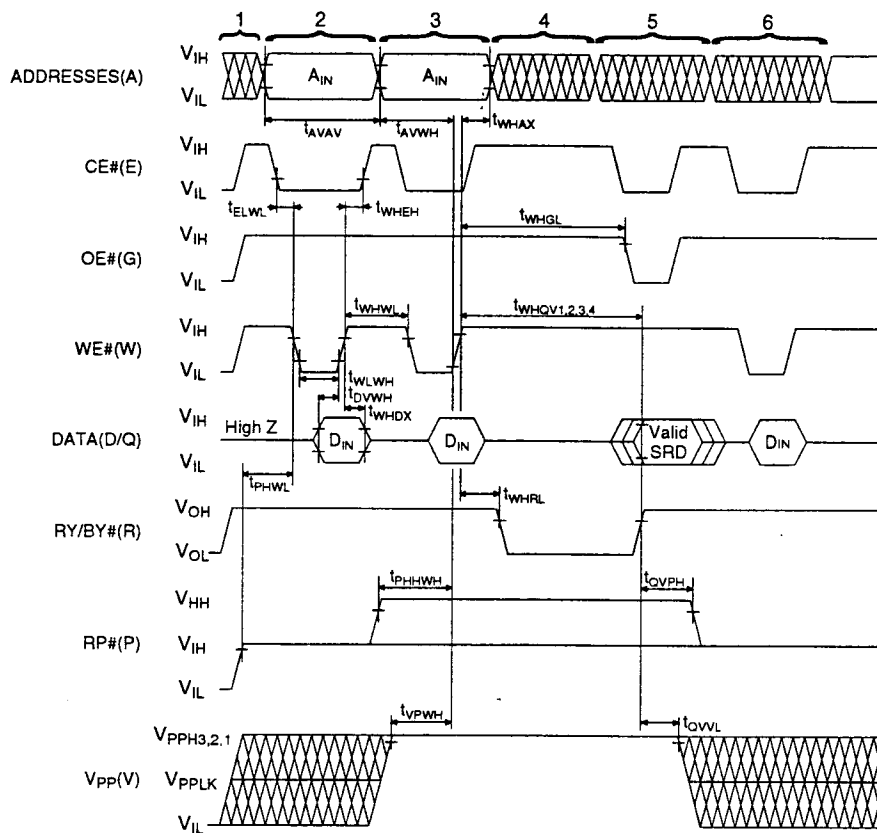 1 2 3 4 5 6
VIH
ADDRESSES(A) AIN AIN
VIL
tAVAV tAVWH tWHAX
VIH
CE#(E)
VIL
tELWL tWHEH
tWHGL
VIH
OE#(G)
VIL
tWHWL tWHQV1,2,3,4
VIH
WE#(W)
VIL
tWLWH
tDVWH
tWHDX
VIH
High Z
DATA(D/Q) DIN DIN Valid SRD DIN
VIL
tPHWL
tWHRL
VOH
RY/BY#(R)
VOL
tPHHWH tQVPH
VHH
RP#(P) VIH
VIL
tVPWH tQVVL
VPPH3,2,1
VPP(V) VPPLK
VIL